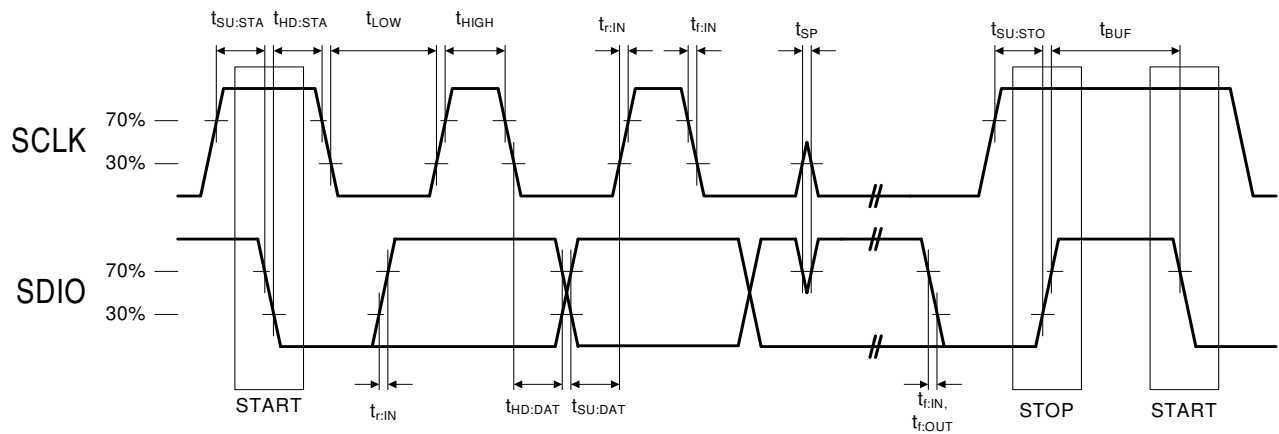 tSU:STA tHD:STA tLOW tHIGH tr:IN tf:IN tSP tSU:STO tBUF
SCLK
70%
30%
SDIO
70%
30%
START
tr:IN
tHD:DAT tSU:DAT
tf:IN,
tf:OUT
STOP
START